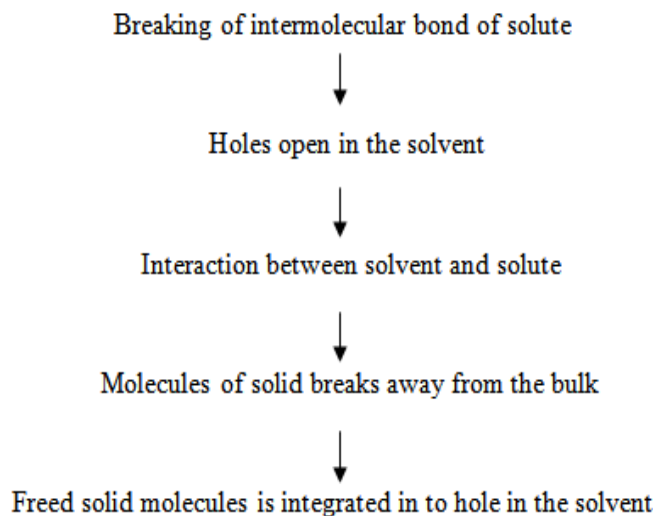 Breaking of intermolecular bond of solute
Holes open in the solvent
Interaction between solvent and solute
Molecules of solid breaks away from the bulk
Freed solid molecules is integrated in to hole in the solvent